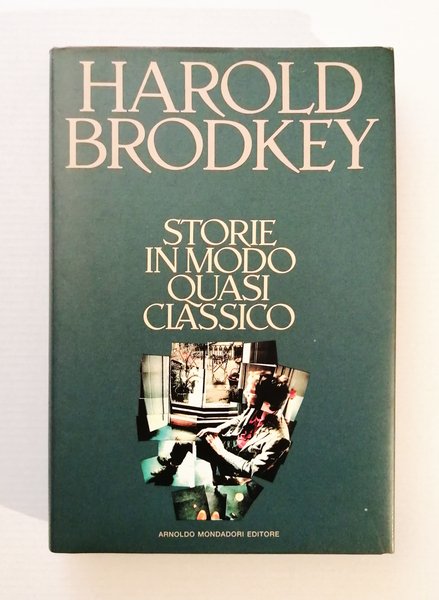 HAROLD
BRODKEY
STORIE
IN MODO
QUASI
CLASSICO
ARNOLDO MONDADORI EDITORE